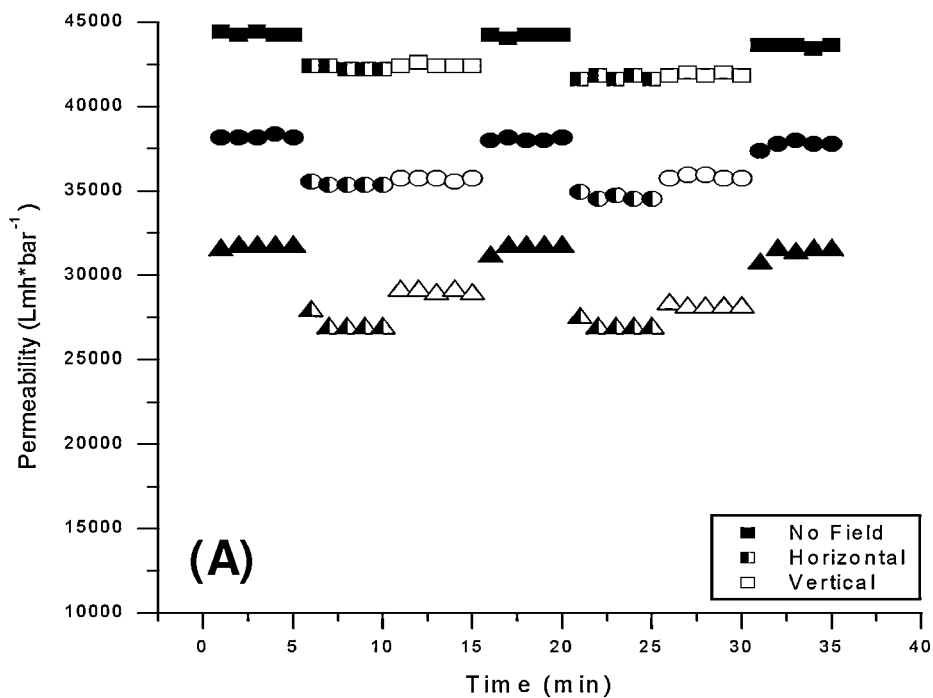 45000
40000
35000
30000
25000
20000
15000
10000
Permeability (Lmh*bar-1)
(A)
No Field
Horizontal
Vertical
0 5 10 15 20 25 30 35 40
Time (min)